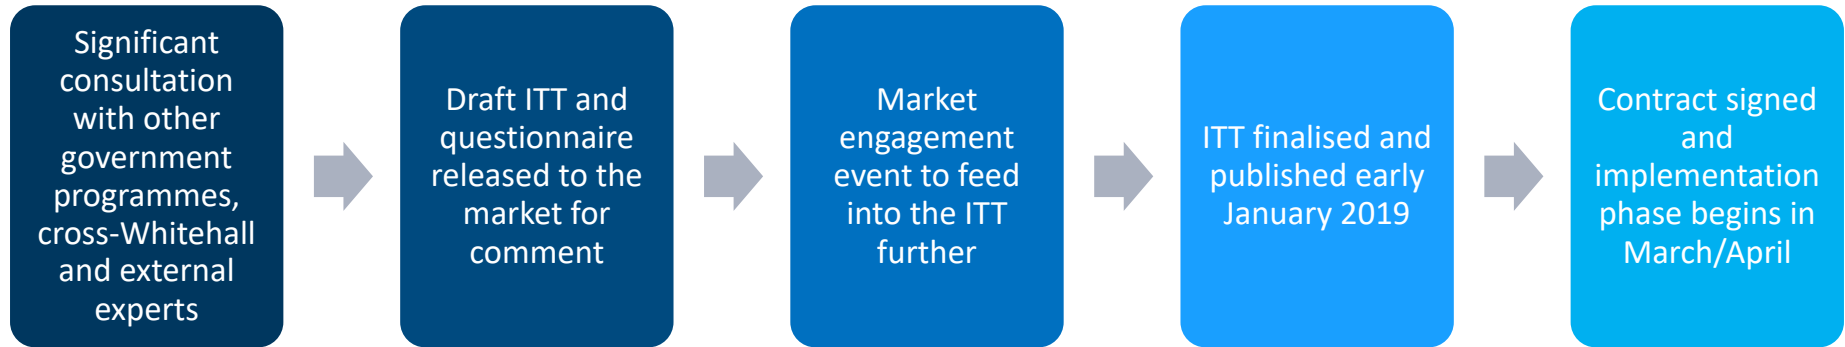 Significant
consultation
with other
government
programmes,
cross-Whitehall
and external
experts
Draft ITT and
questionnaire
released to the
market for
comment
Market
engagement
event to feed
into the ITT
further
ITT finalised and
published early
January 2019
Contract signed
and
implementation
phase begins in
March/April